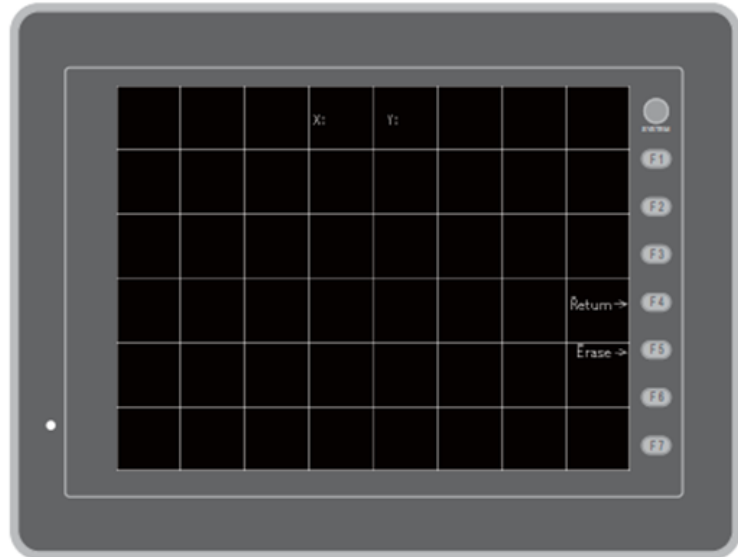 X: Y:
SYSTEM
F1
F2
F3
Return→ F4
Erase→ F5
F6
F7